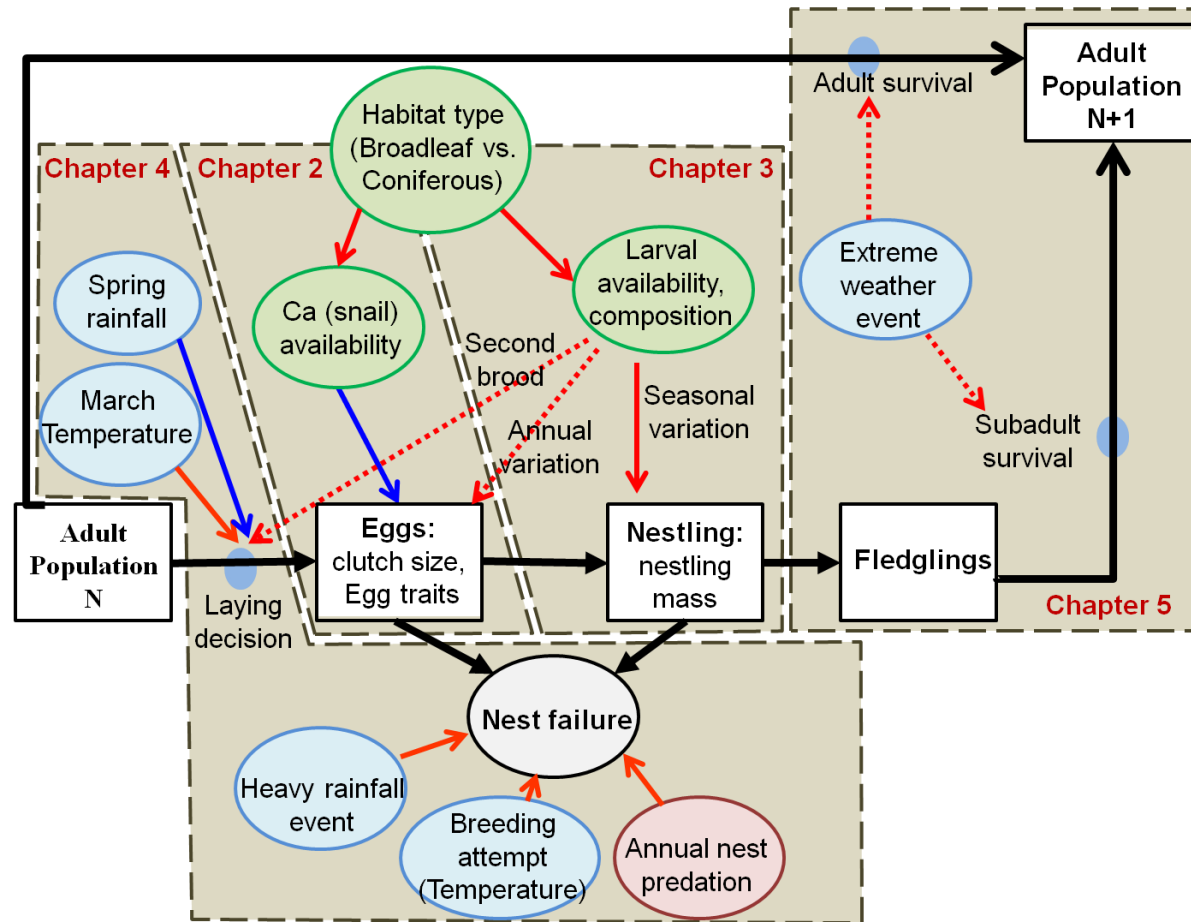 Adult
Population
N+1
Adult survival
Habitat type
(Broadleaf vs.
Coniferous)
Chapter 4
Chapter 2
Chapter 3
Spring
rainfall
Ca (snail)
availability
Larval
availability,
composition
Extreme
weather
event
March
Temperature
Second
brood
Annual
variation
Seasonal
variation
Subadult
survival
Adult
Population
N
Laying
decision
Eggs:
clutch size,
Egg traits
Nestling:
nestling
mass
Fledglings
Chapter 5
Nest failure
Heavy rainfall
event
Breeding
attempt
(Temperature)
Annual nest
predation